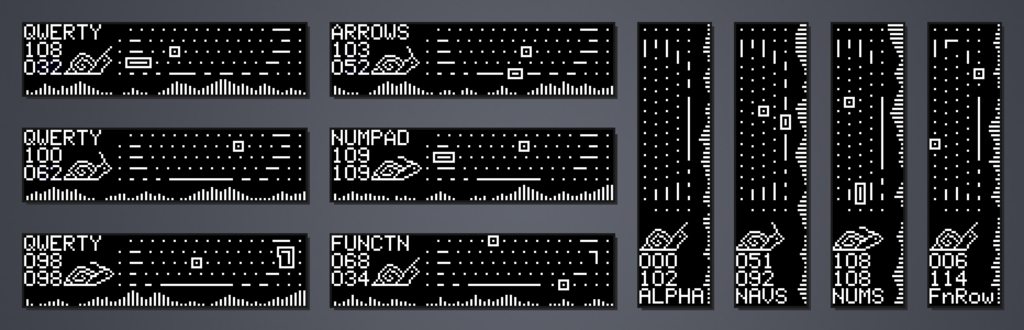 QWERTY
108
032
ARROWS
103
052
QWERTY
100
062
NUMPAD
109
109
QWERTY
098
098
FUNCTN
068
034
000
102
ALPHA
051
092
NAVS
108
108
NUMS
006
114
FnRow